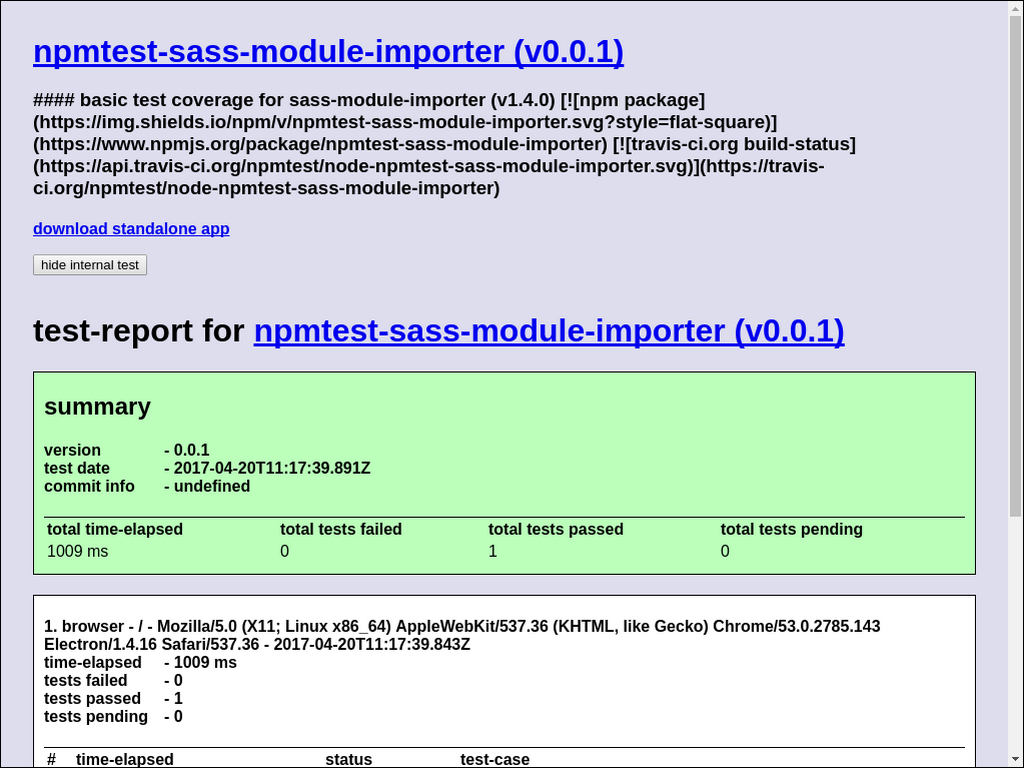 npmtest-sass-module-importer (v0.0.1)
#### basic test coverage for sass-module-importer (v1.4.0) [![npm package]
(https://img.shields.io/npm/v/npmtest-sass-module-importer.svg?style=flat-square)]
(https://www.npmjs.org/package/npmtest-sass-module-importer) [![travis-ci.org build-status]
(https://api.travis-ci.org/npmtest/node-npmtest-sass-module-importer.svg)](https://travis-
ci.org/npmtest/node-npmtest-sass-module-importer)
download standalone app
hide internal test
test-report for npmtest-sass-module-importer (v0.0.1)
summary
version - 0.0.1
test date - 2017-04-20T11:17:39.891Z
commit info - undefined
total time-elapsed total tests failed total tests passed total tests pending
1009 ms 0 1 0
1. browser - / - Mozilla/5.0 (X11; Linux x86_64) AppleWebKit/537.36 (KHTML, like Gecko) Chrome/53.0.2785.143
Electron/1.4.16 Safari/537.36 - 2017-04-20T11:17:39.843Z
time-elapsed - 1009 ms
tests failed - 0
tests passed - 1
tests pending - 0
# time-elapsed status test-case